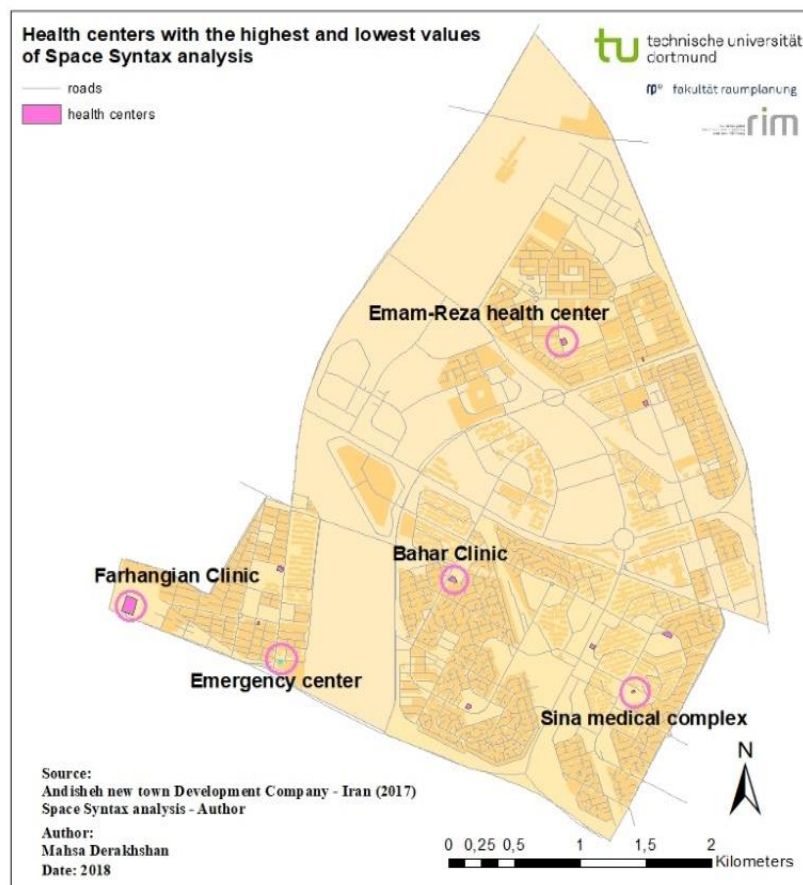 Health centers with the highest and lowest values
of Space Syntax analysis
roads
health centers
tu technische universität
dortmund
fakultät raumplanung
rim
Emam-Reza health center
Bahar Clinic
Farhangian Clinic
Emergency center
Sina medical complex
N
Source:
Andisheh new town Development Company - Iran (2017)
Space Syntax analysis - Author
Author:
Mahsa Derakhshan
Date: 2018
0 0,25 0,5 1 1,5 2
Kilometers